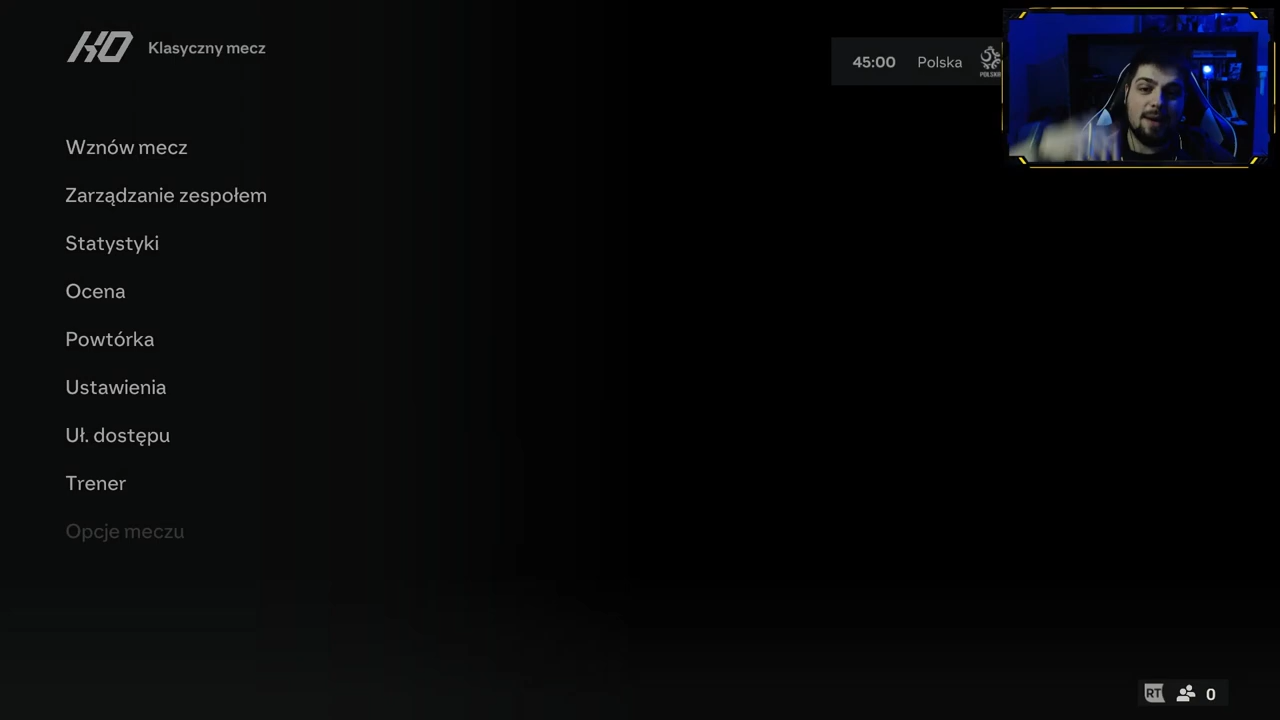 KO Klasyczny mecz
45:00 Polska
POLSKA
Wznów mecz
Zarządzanie zespołem
Statystyki
Ocena
Powtórka
Ustawienia
Uł. dostępu
Trener
Opcje meczu
RT 0